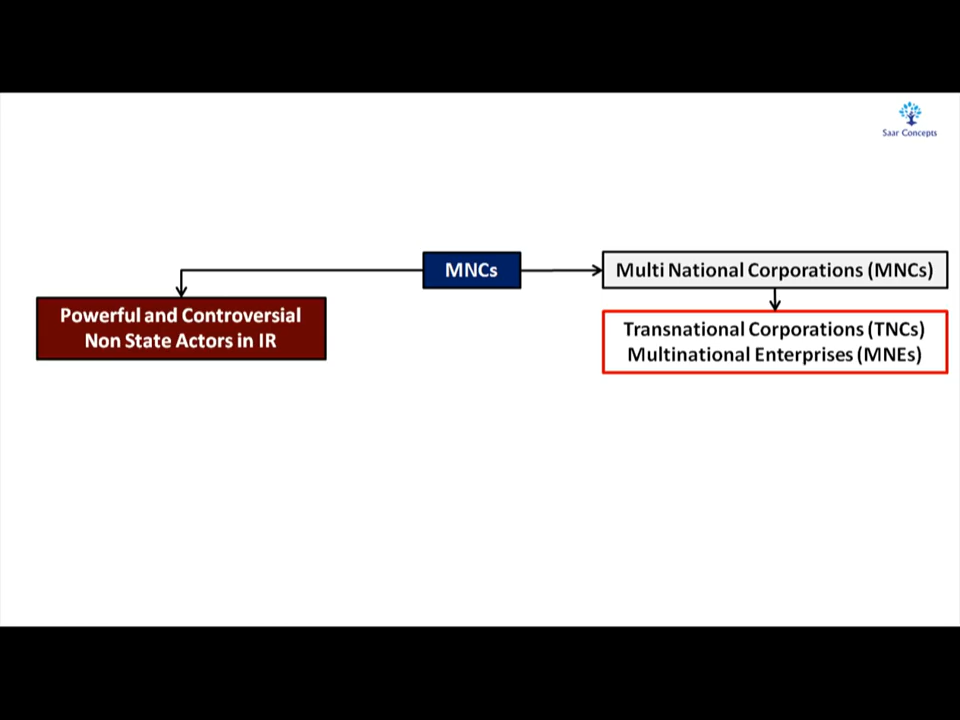 Saar Concepts
MNCs
Multi National Corporations (MNCs)
Powerful and Controversial
Non State Actors in IR
Transnational Corporations (TNCs)
Multinational Enterprises (MNEs)